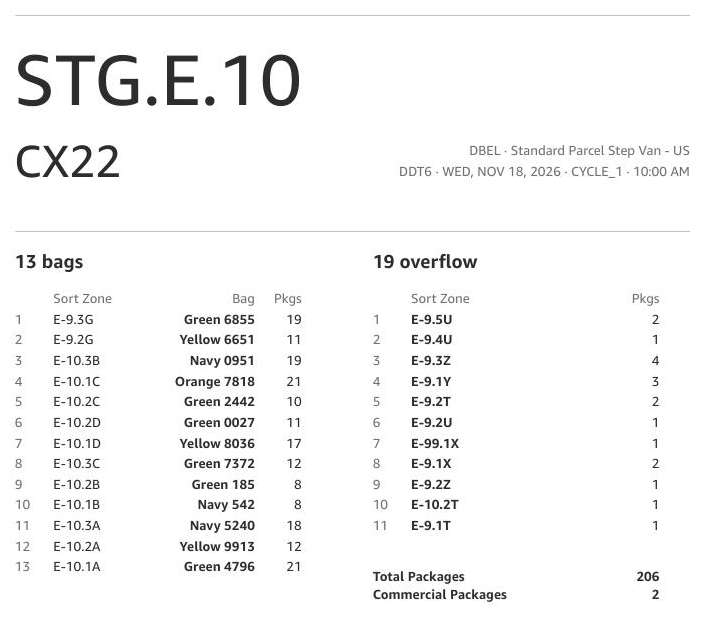 STG.E.10
CX22
DBEL · Standard Parcel Step Van - US
DDT6 · WED, NOV 18, 2026 · CYCLE_1 · 10:00 AM
13 bags
Sort Zone Bag Pkgs
1 E-9.3G Green 6855 19
2 E-9.2G Yellow 6651 11
3 E-10.3B Navy 0951 19
4 E-10.1C Orange 7818 21
5 E-10.2C Green 2442 10
6 E-10.2D Green 0027 11
7 E-10.1D Yellow 8036 17
8 E-10.3C Green 7372 12
9 E-10.2B Green 185 8
10 E-10.1B Navy 542 8
11 E-10.3A Navy 5240 18
12 E-10.2A Yellow 9913 12
13 E-10.1A Green 4796 21
19 overflow
Sort Zone Pkgs
1 E-9.5U 2
2 E-9.4U 1
3 E-9.3Z 4
4 E-9.1Y 3
5 E-9.2T 2
6 E-9.2U 1
7 E-99.1X 1
8 E-9.1X 2
9 E-9.2Z 1
10 E-10.2T 1
11 E-9.1T 1
Total Packages 206
Commercial Packages 2